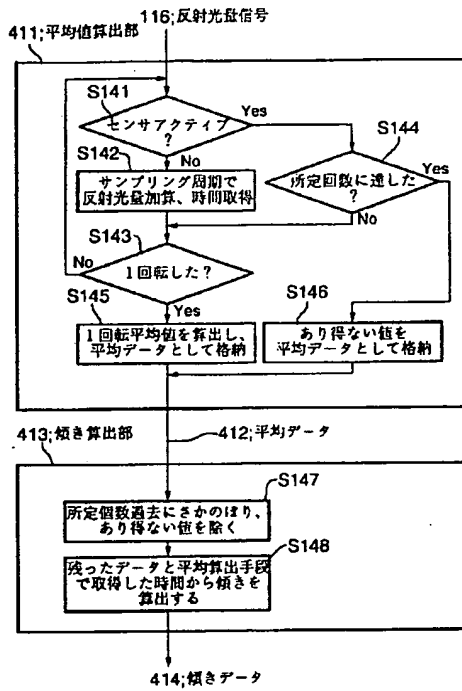 116;反射光量信号
411;平均値算出部
S141
センサアクティブ
?
Yes
No
S142
サンプリング周期で
反射光量加算、時間取得
S144
所定回数に達した
?
Yes
No
S143
No
1回転した?
Yes
S145
1回転平均値を算出し、
平均データとして格納
S146
あり得ない値を
平均データとして格納
412;平均データ
413;傾き算出部
S147
所定個数過去にさかのぼり、
あり得ない値を除く
S148
残ったデータと平均算出手段
で取得した時間から傾きを
算出する
414;傾きデータ